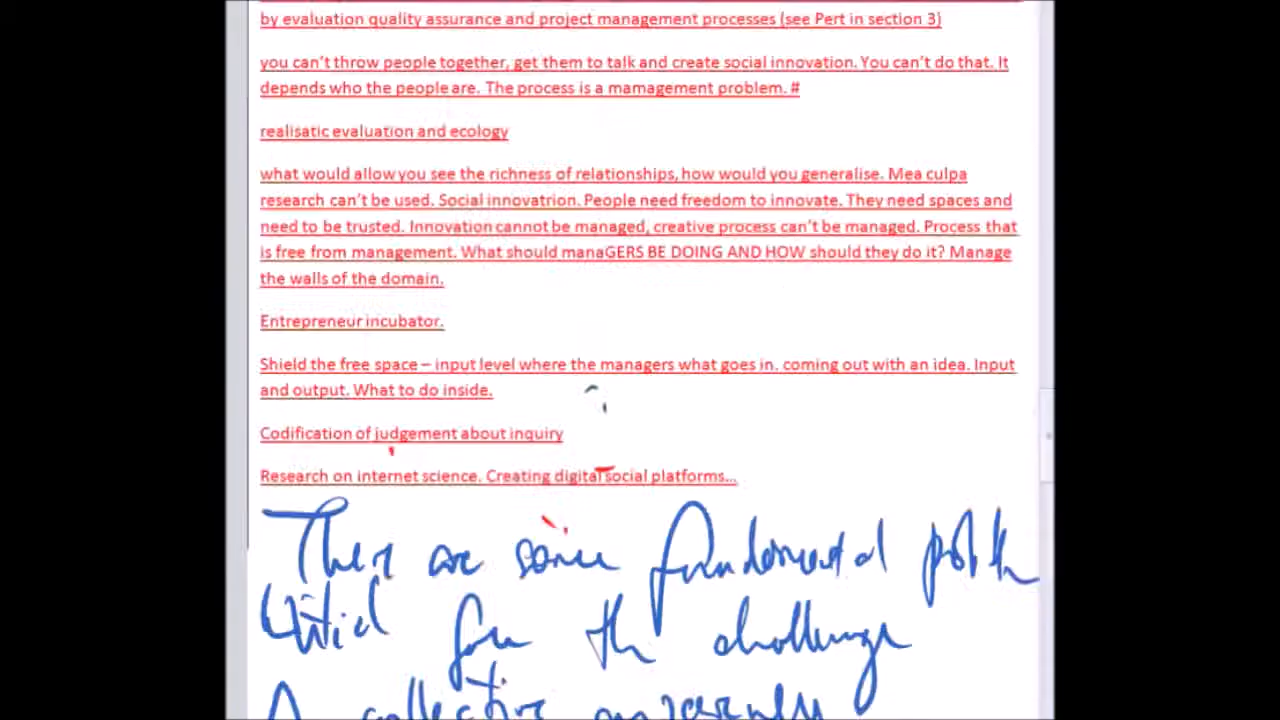 by evaluation quality assurance and project management processes (see Pert in section 3)
you can't throw people together, get them to talk and create social innovation. You can't do that. It
depends who the people are. The process is a mamagement problem. #
realisatic evaluation and ecology
what would allow you see the richness of relationships, how would you generalise. Mea culpa
research can't be used. Social innovatrion. People need freedom to innovate. They need spaces and
need to be trusted. Innovation cannot be managed, creative process can't be managed. Process that
is free from management. What should manaGERS BE DOING AND HOW should they do it? Manage
the walls of the domain.
Entrepreneur incubator.
Shield the free space – input level where the managers what goes in. coming out with an idea. Input
and output. What to do inside.
Codification of judgement about inquiry
Research on internet science. Creating digital social platforms...
There are some fundamental
for the challenge
collective